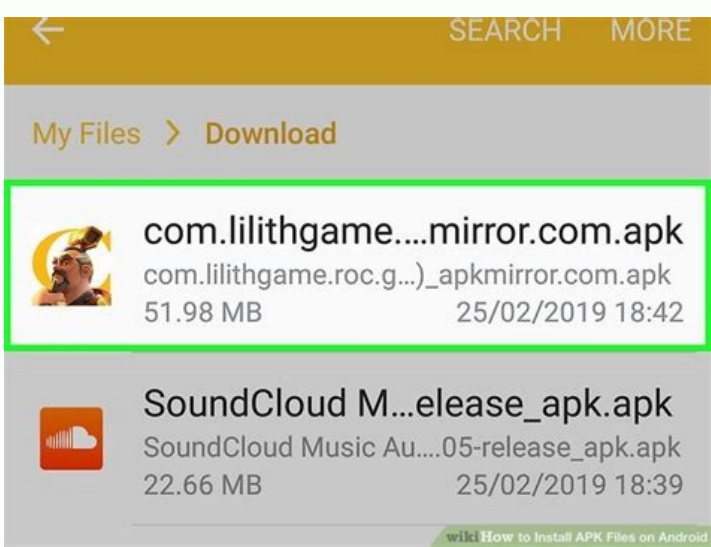 SEARCH MORE
My Files > Download
com.lilithgame....mirror.com.apk
com.lilithgame.roc.g...)_apkmirror.com.apk
51.98 MB 25/02/2019 18:42
SoundCloud M...elease_apk.apk
SoundCloud Music Au....05-release_apk.apk
22.66 MB 25/02/2019 18:39
wikiHow to Install APK Files on Android